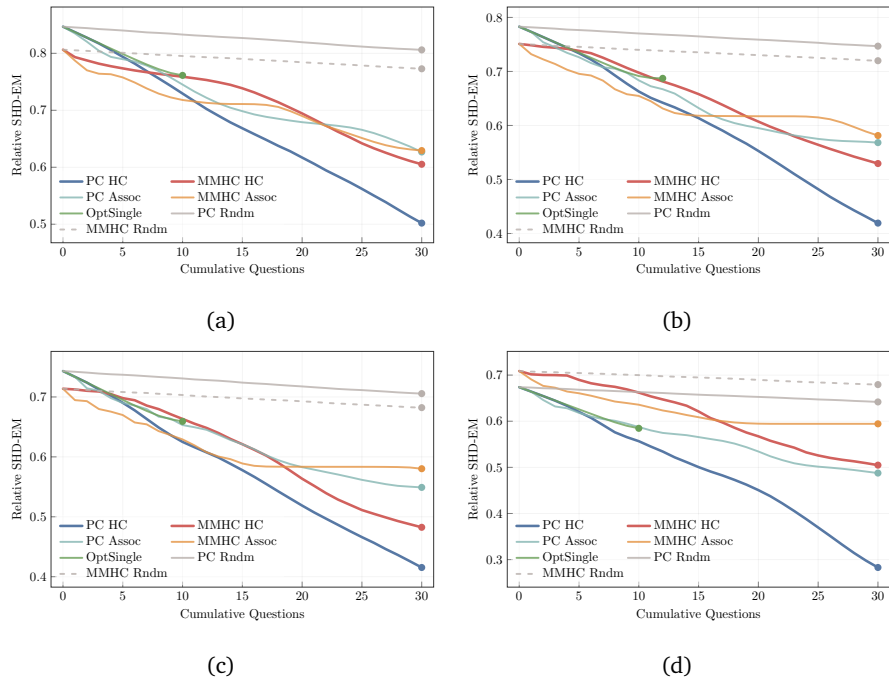 0.8
0.7
0.6
0.5
Relative SHD-EM
PC HC
MMHC HC
PC Assoc
MMHC Assoc
OptSingle
PC Rndm
MMHC Rndm
0 5 10 15 20 25 30
Cumulative Questions
(a)
0.8
0.7
0.6
0.5
0.4
Relative SHD-EM
PC HC
MMHC HC
PC Assoc
MMHC Assoc
OptSingle
PC Rndm
MMHC Rndm
0 5 10 15 20 25 30
Cumulative Questions
(b)
0.7
0.6
0.5
0.4
Relative SHD-EM
PC HC
MMHC HC
PC Assoc
MMHC Assoc
OptSingle
PC Rndm
MMHC Rndm
0 5 10 15 20 25 30
Cumulative Questions
(c)
0.7
0.6
0.5
0.4
0.3
Relative SHD-EM
PC HC
MMHC HC
PC Assoc
MMHC Assoc
OptSingle
PC Rndm
MMHC Rndm
0 5 10 15 20 25 30
Cumulative Questions
(d)